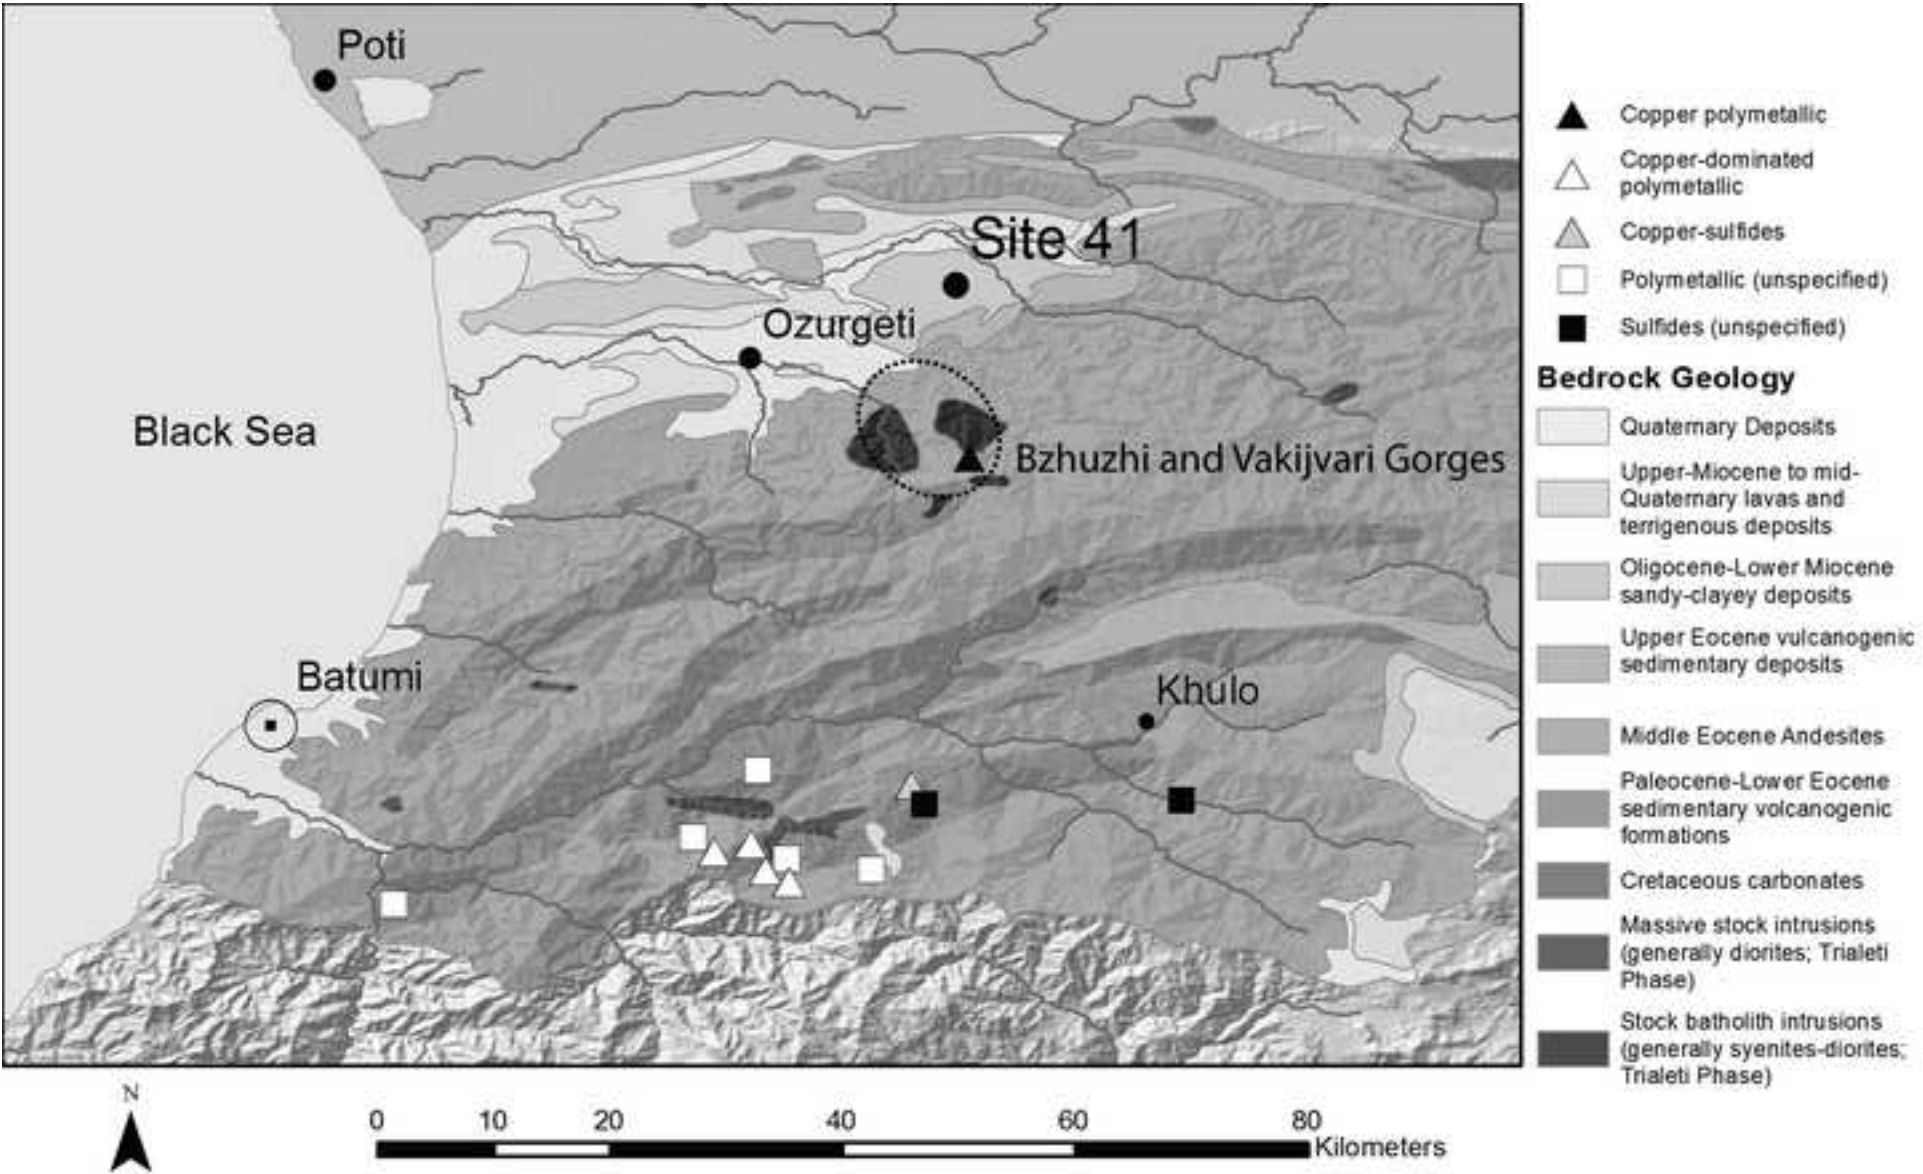 Poti
Site 41
Ozurgeti
Black Sea
Bzhuzhi and Vakijvari Gorges
Batumi
Khulo
Copper polymetallic
Copper-dominated
polymetallic
Copper-sulfides
Polymetallic (unspecified)
Sulfides (unspecified)
Bedrock Geology
Quaternary Deposits
Upper-Miocene to mid-
Quaternary lavas and
terrigenous deposits
Oligocene-Lower Miocene
sandy-clayey deposits
Upper Eocene vulcanogenic
sedimentary deposits
Middle Eocene Andesites
Paleocene-Lower Eocene
sedimentary volcanogenic
formations
Cretaceous carbonates
Massive stock intrusions
(generally diorites; Trialeti
Phase)
Stock batholith intrusions
(generally syenites-diorites;
Trialeti Phase)
N
0 10 20 40 60 80
Kilometers